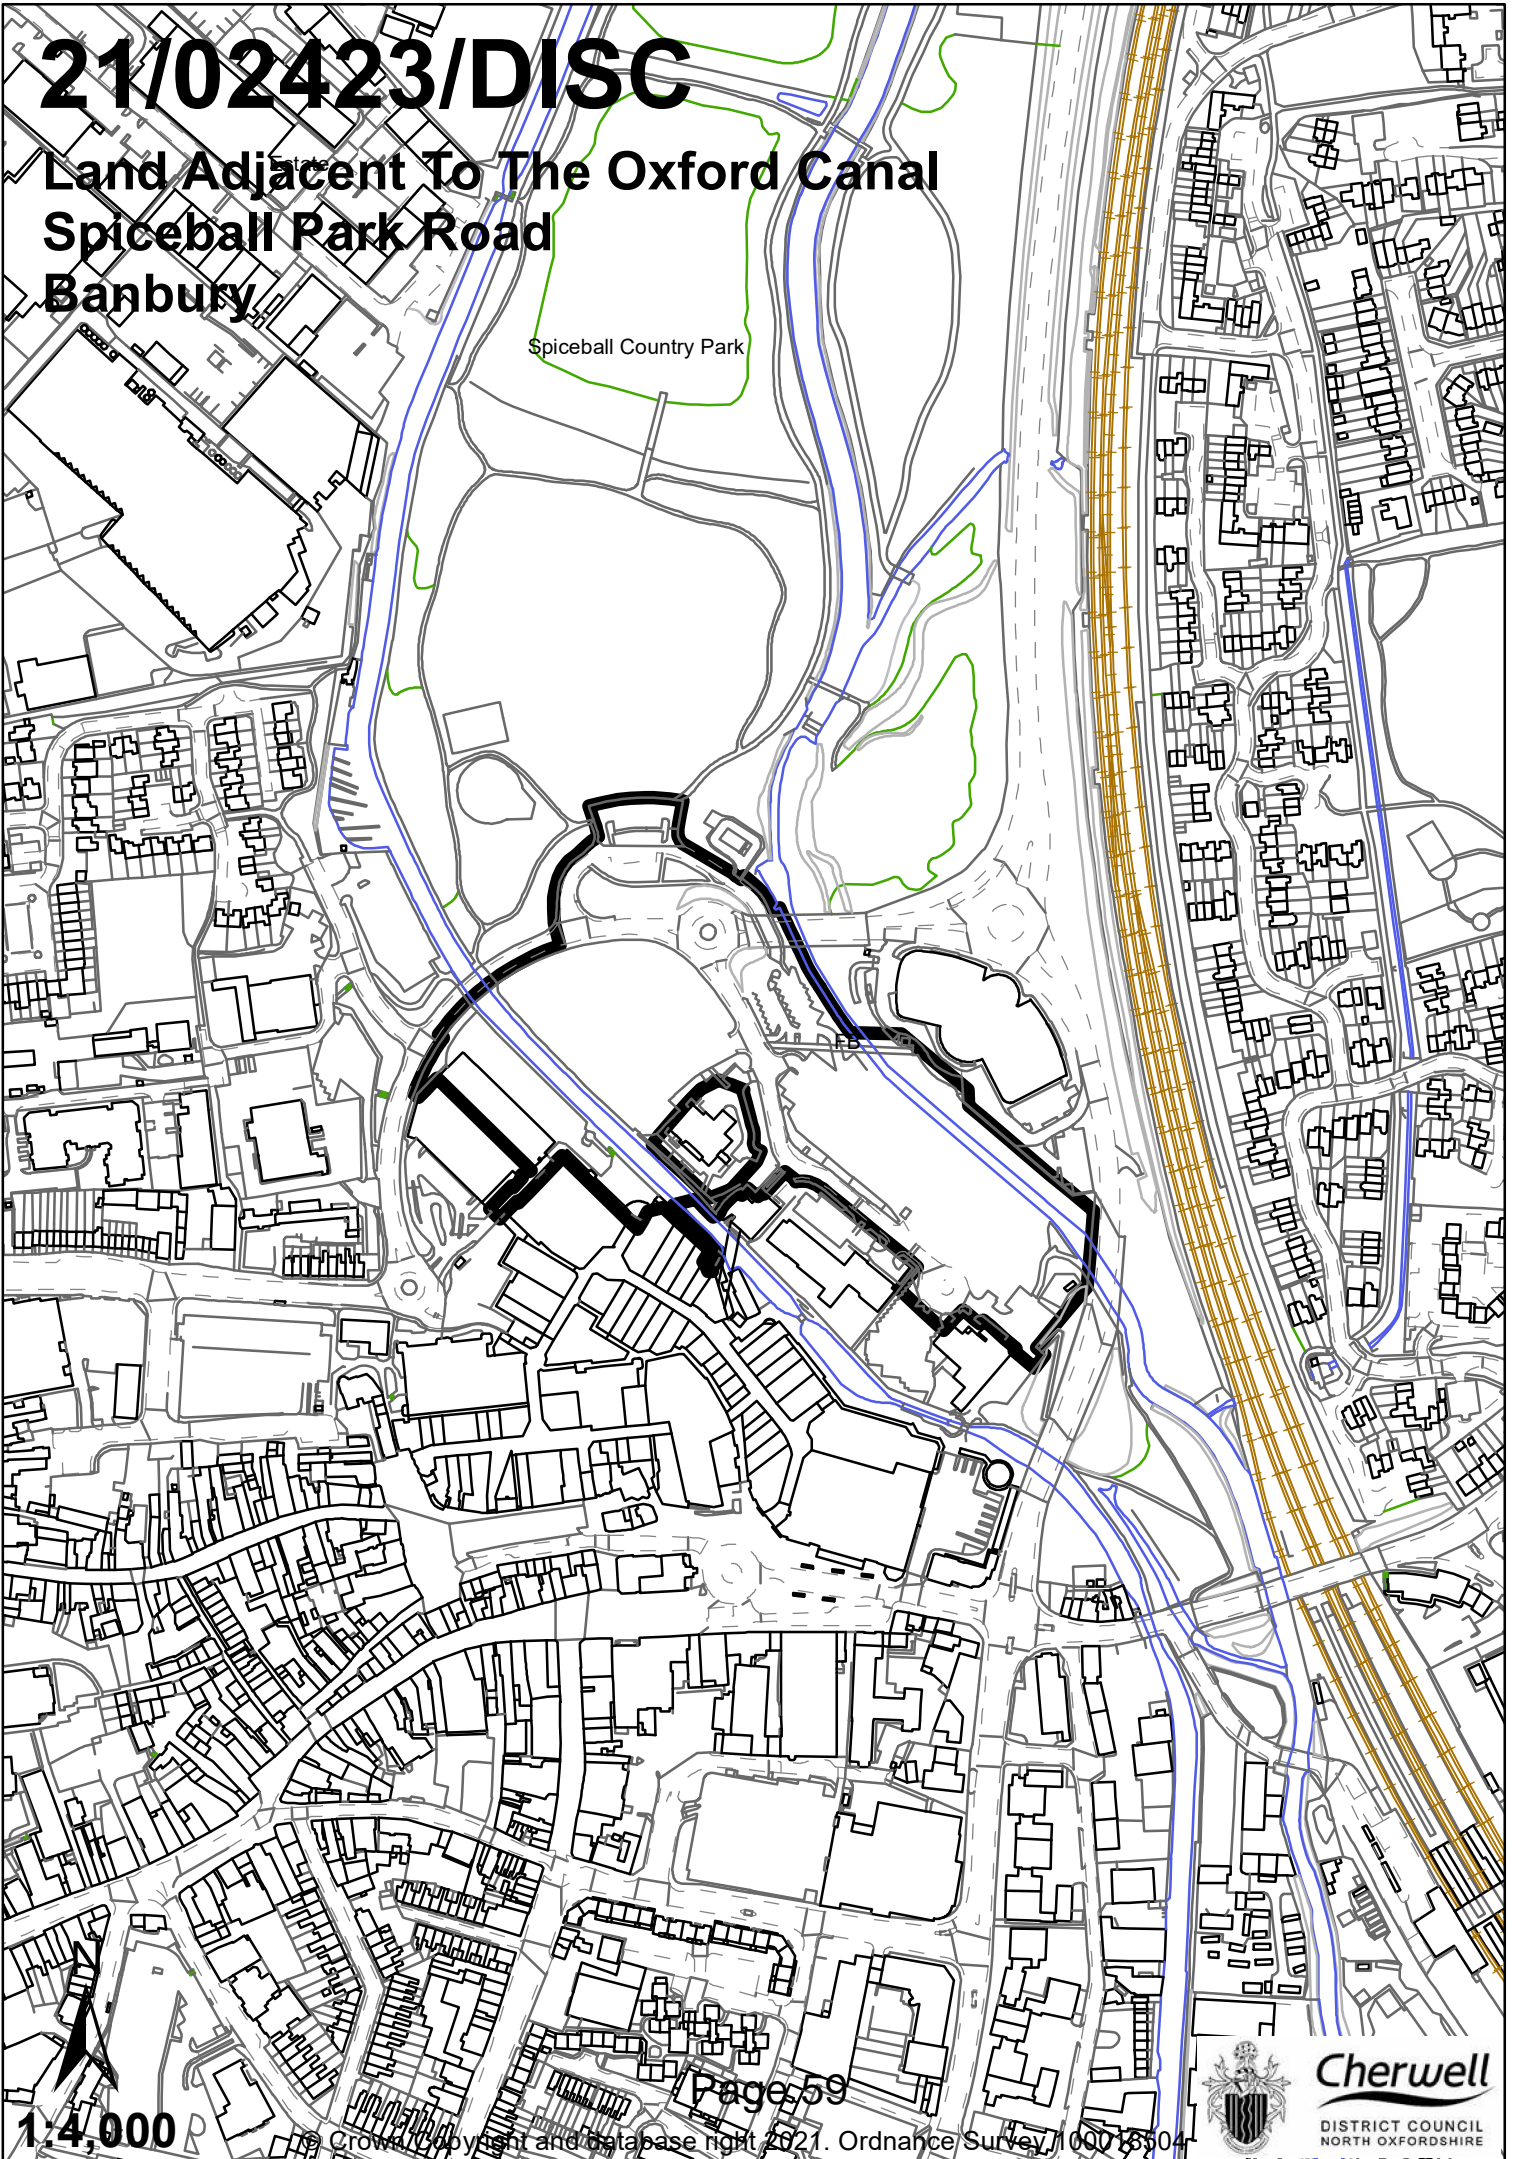 21/02423/DISC
Land Adjacent To The Oxford Canal
Estate
Spiceball Park Road
Banbury
Spiceball Country Park
FB
N
Page 59
1:4,000
© Crown Copyright and database right 2021. Ordnance Survey 100018504
Cherwell
DISTRICT COUNCIL
NORTH OXFORDSHIRE